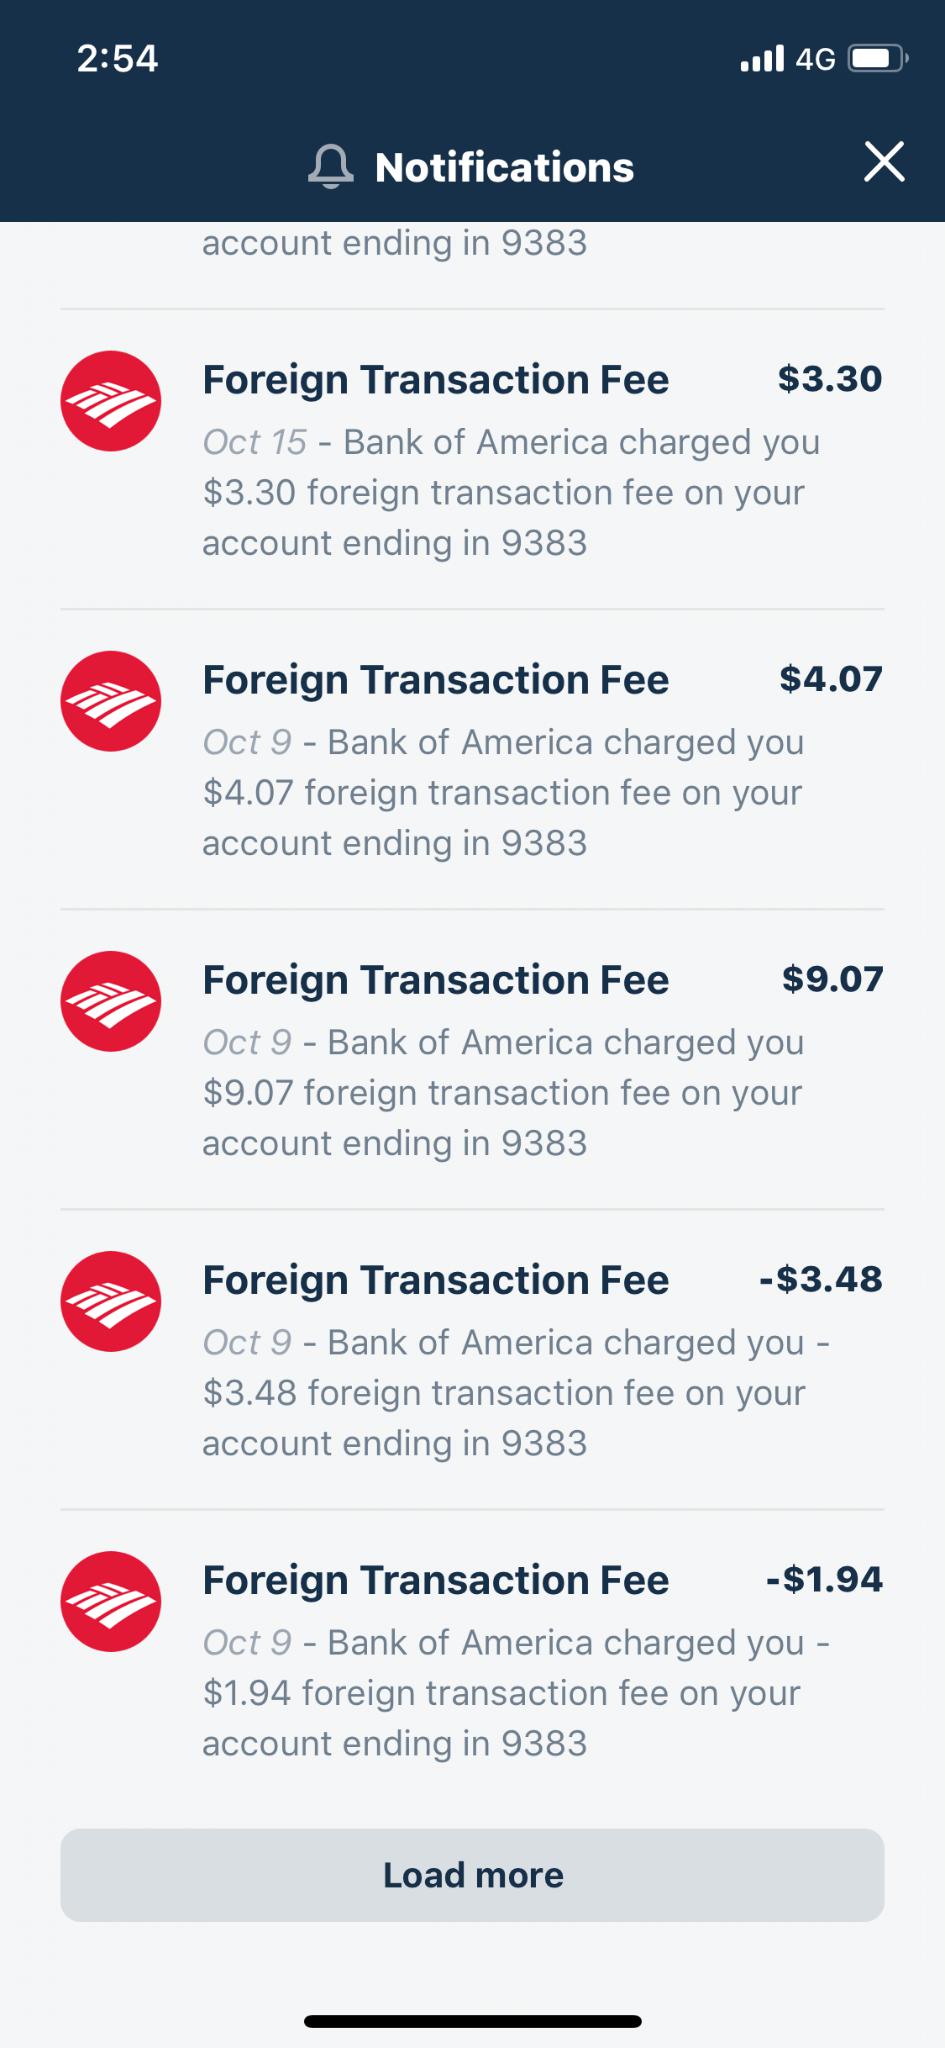 2:54
4G
Notifications
account ending in 9383
Foreign Transaction Fee $3.30
Oct 15 - Bank of America charged you
$3.30 foreign transaction fee on your
account ending in 9383
Foreign Transaction Fee $4.07
Oct 9 - Bank of America charged you
$4.07 foreign transaction fee on your
account ending in 9383
Foreign Transaction Fee $9.07
Oct 9 - Bank of America charged you
$9.07 foreign transaction fee on your
account ending in 9383
Foreign Transaction Fee -$3.48
Oct 9 - Bank of America charged you -
$3.48 foreign transaction fee on your
account ending in 9383
Foreign Transaction Fee -$1.94
Oct 9 - Bank of America charged you -
$1.94 foreign transaction fee on your
account ending in 9383
Load more